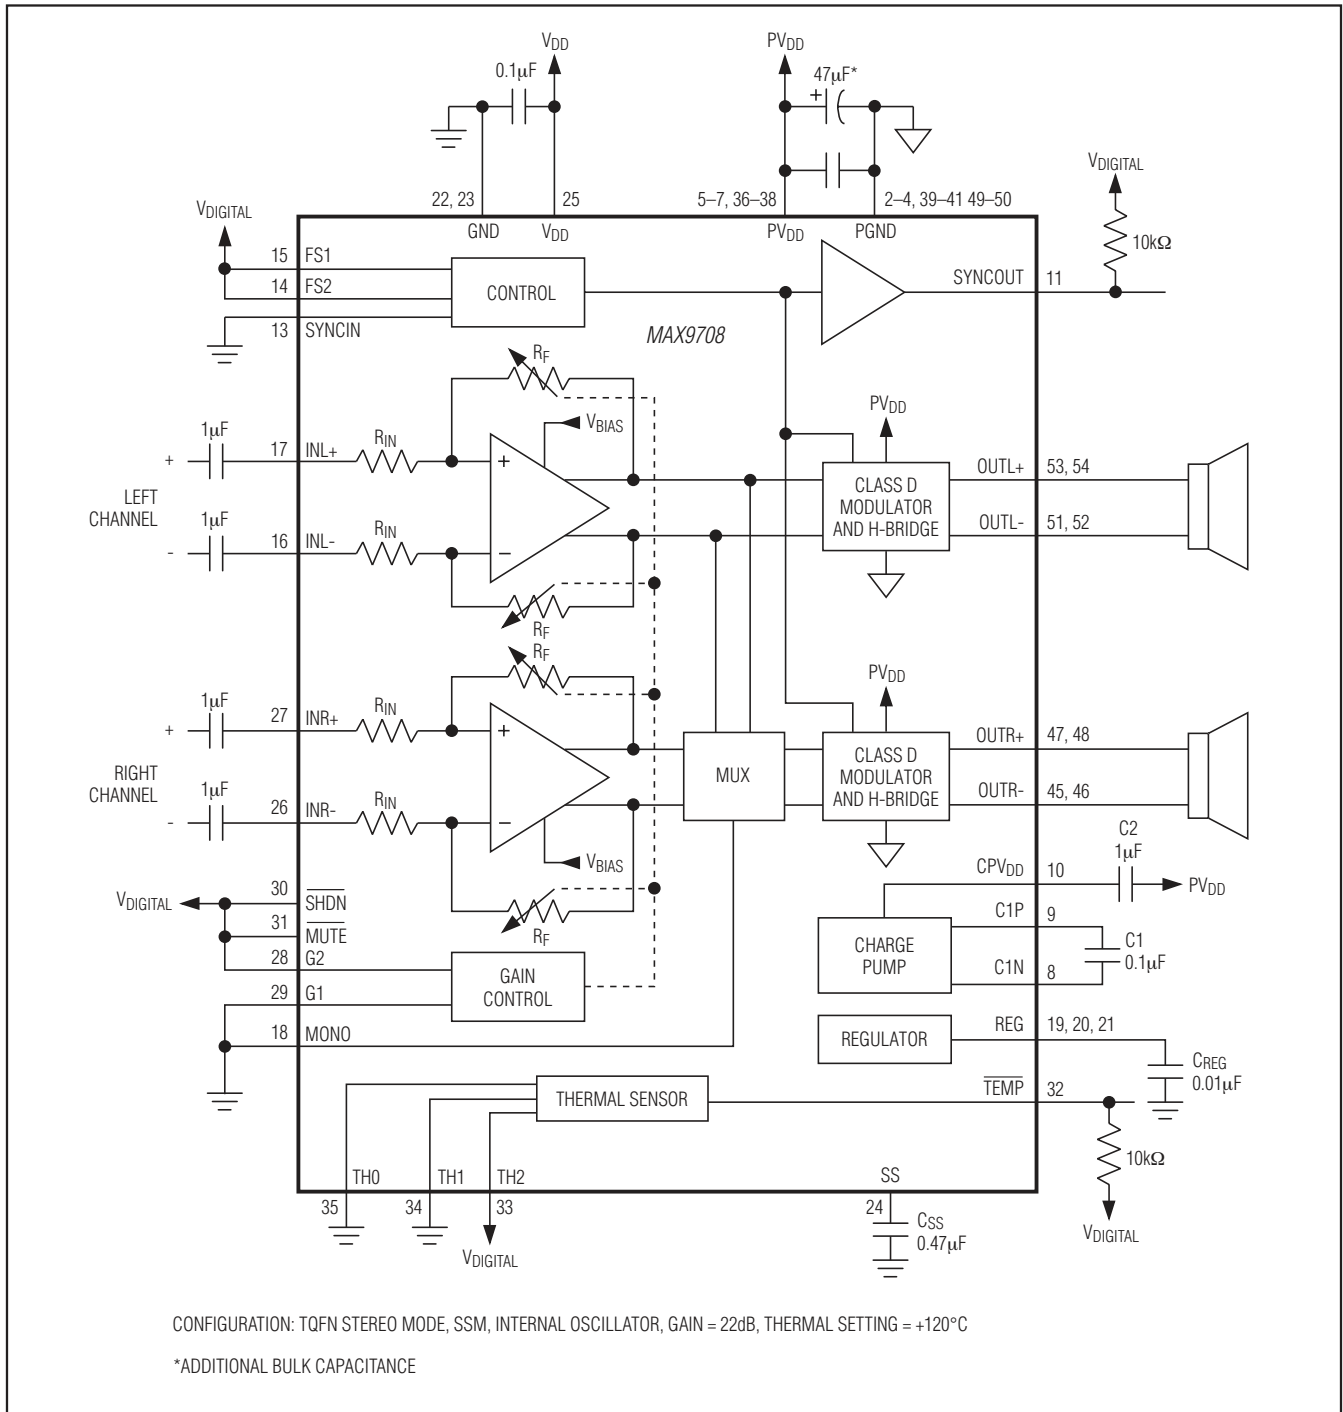 VDD
PVDD
0.1μF
47μF*
+
VDIGITAL
22, 23
25
5–7, 36–38
2–4, 39–41 49–50
VDIGITAL
GND
VDD
PVDD
PGND
10kΩ
15
FS1
14
FS2
13
SYNCIN
CONTROL
SYNCOUT
11
MAX9708
RF
VBIAS
PVDD
1μF
+
17
INL+
RIN
+
LEFT
CHANNEL
1μF
-
16
INL-
RIN
–
CLASS D
MODULATOR
AND H-BRIDGE
OUTL+
53, 54
OUTL-
51, 52
RF
RF
PVDD
1μF
+
27
INR+
RIN
+
RIGHT
CHANNEL
1μF
-
26
INR-
RIN
–
MUX
CLASS D
MODULATOR
AND H-BRIDGE
OUTR+
47, 48
OUTR-
45, 46
VBIAS
RF
C2
1μF
CPVDD
10
PVDD
VDIGITAL
30
SHDN
31
MUTE
28
G2
29
G1
18
MONO
GAIN
CONTROL
CHARGE
PUMP
C1P
9
C1N
8
C1
0.1μF
REGULATOR
REG
19, 20, 21
CREG
0.01μF
THERMAL SENSOR
TEMP
32
10kΩ
VDIGITAL
TH0
TH1
TH2
SS
35
34
33
24
VDIGITAL
CSS
0.47μF
CONFIGURATION: TQFN STEREO MODE, SSM, INTERNAL OSCILLATOR, GAIN = 22dB, THERMAL SETTING = +120°C
*ADDITIONAL BULK CAPACITANCE